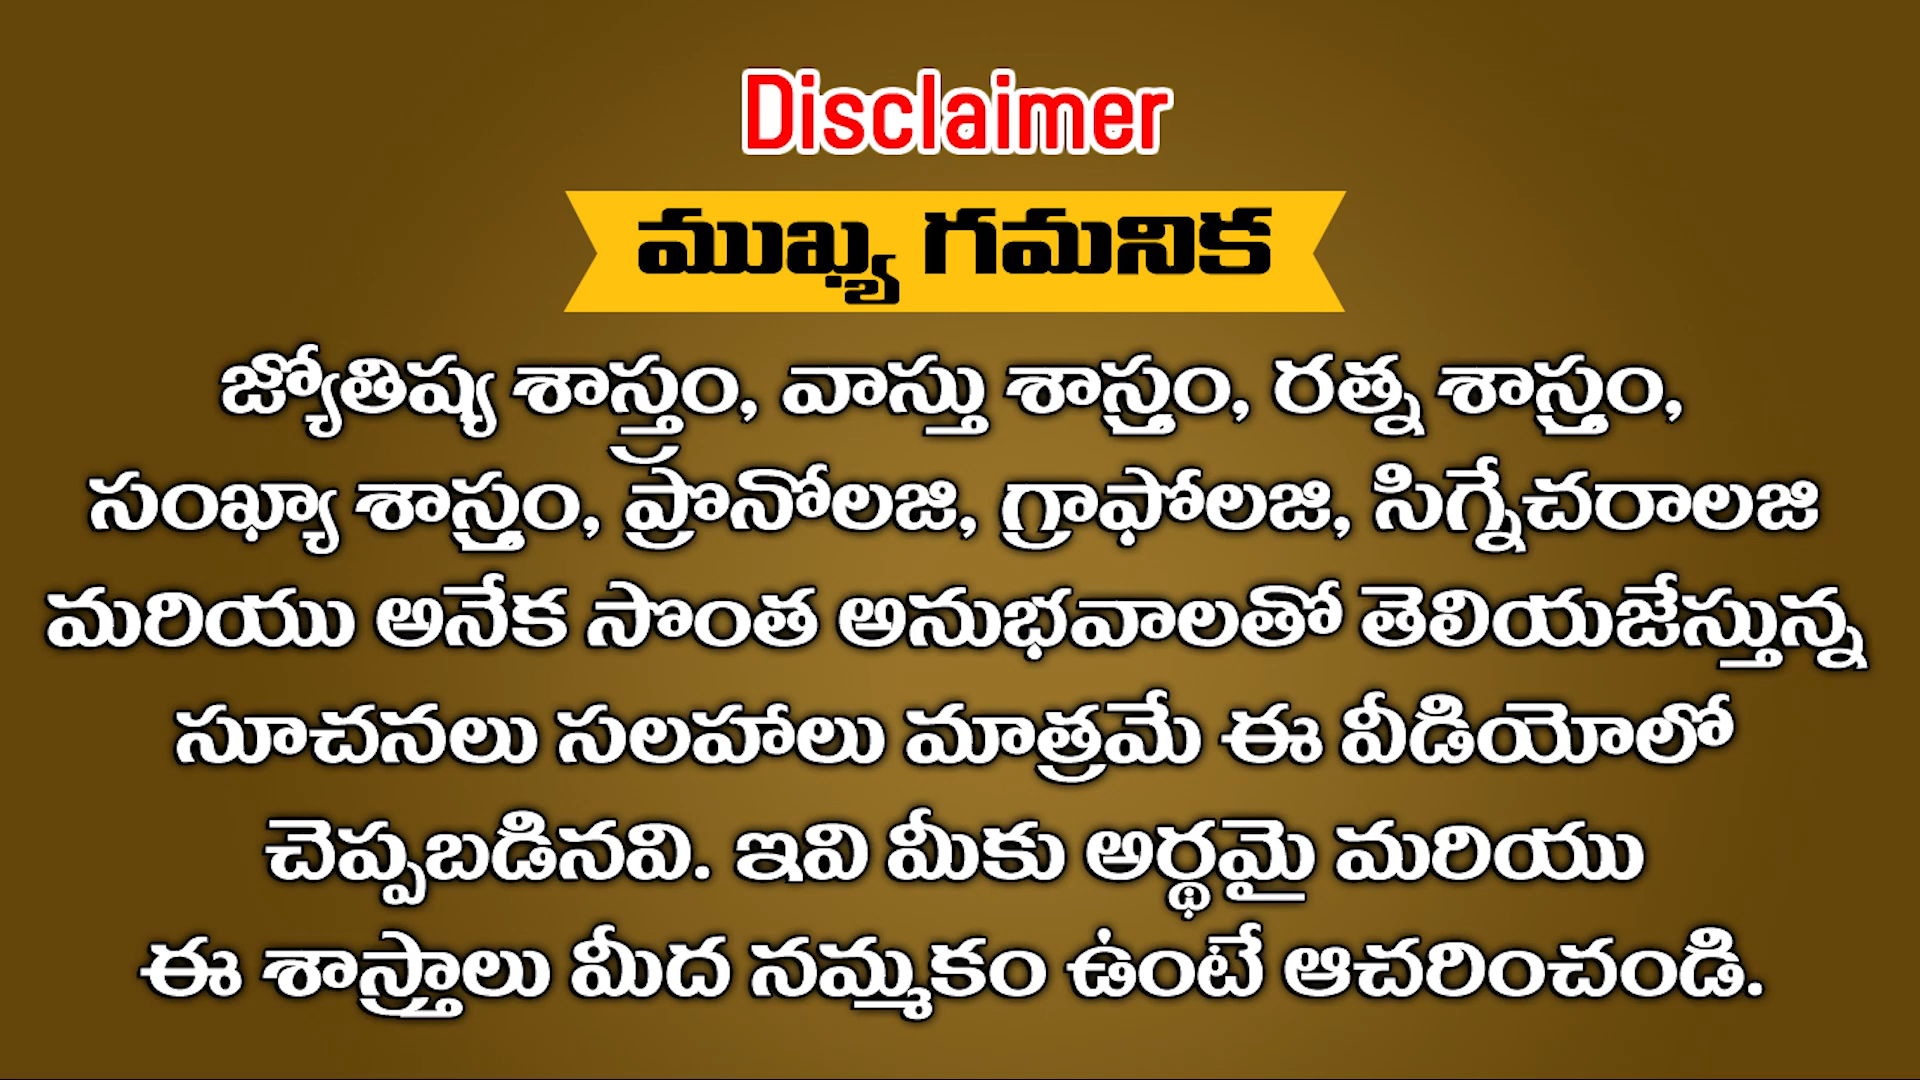 Disclaimer
ముఖ్య గమనిక
జ్యోతిష్య శాస్త్రం, వాస్తు శాస్త్రం, రత్న శాస్త్రం,
సంఖ్యా శాస్త్రం, ప్రొనోలజి, గ్రాఫోలజి, సిగ్నేచరాలజి
మరియు అనేక సొంత అనుభవాలతో తెలియజేస్తున్న
సూచనలు సలహాలు మాత్రమే ఈ వీడియోలో
చెప్పబడినవి. ఇవి మీకు అర్థమై మరియు
ఈ శాస్త్రాలు మీద నమ్మకం ఉంటే ఆచరించండి.